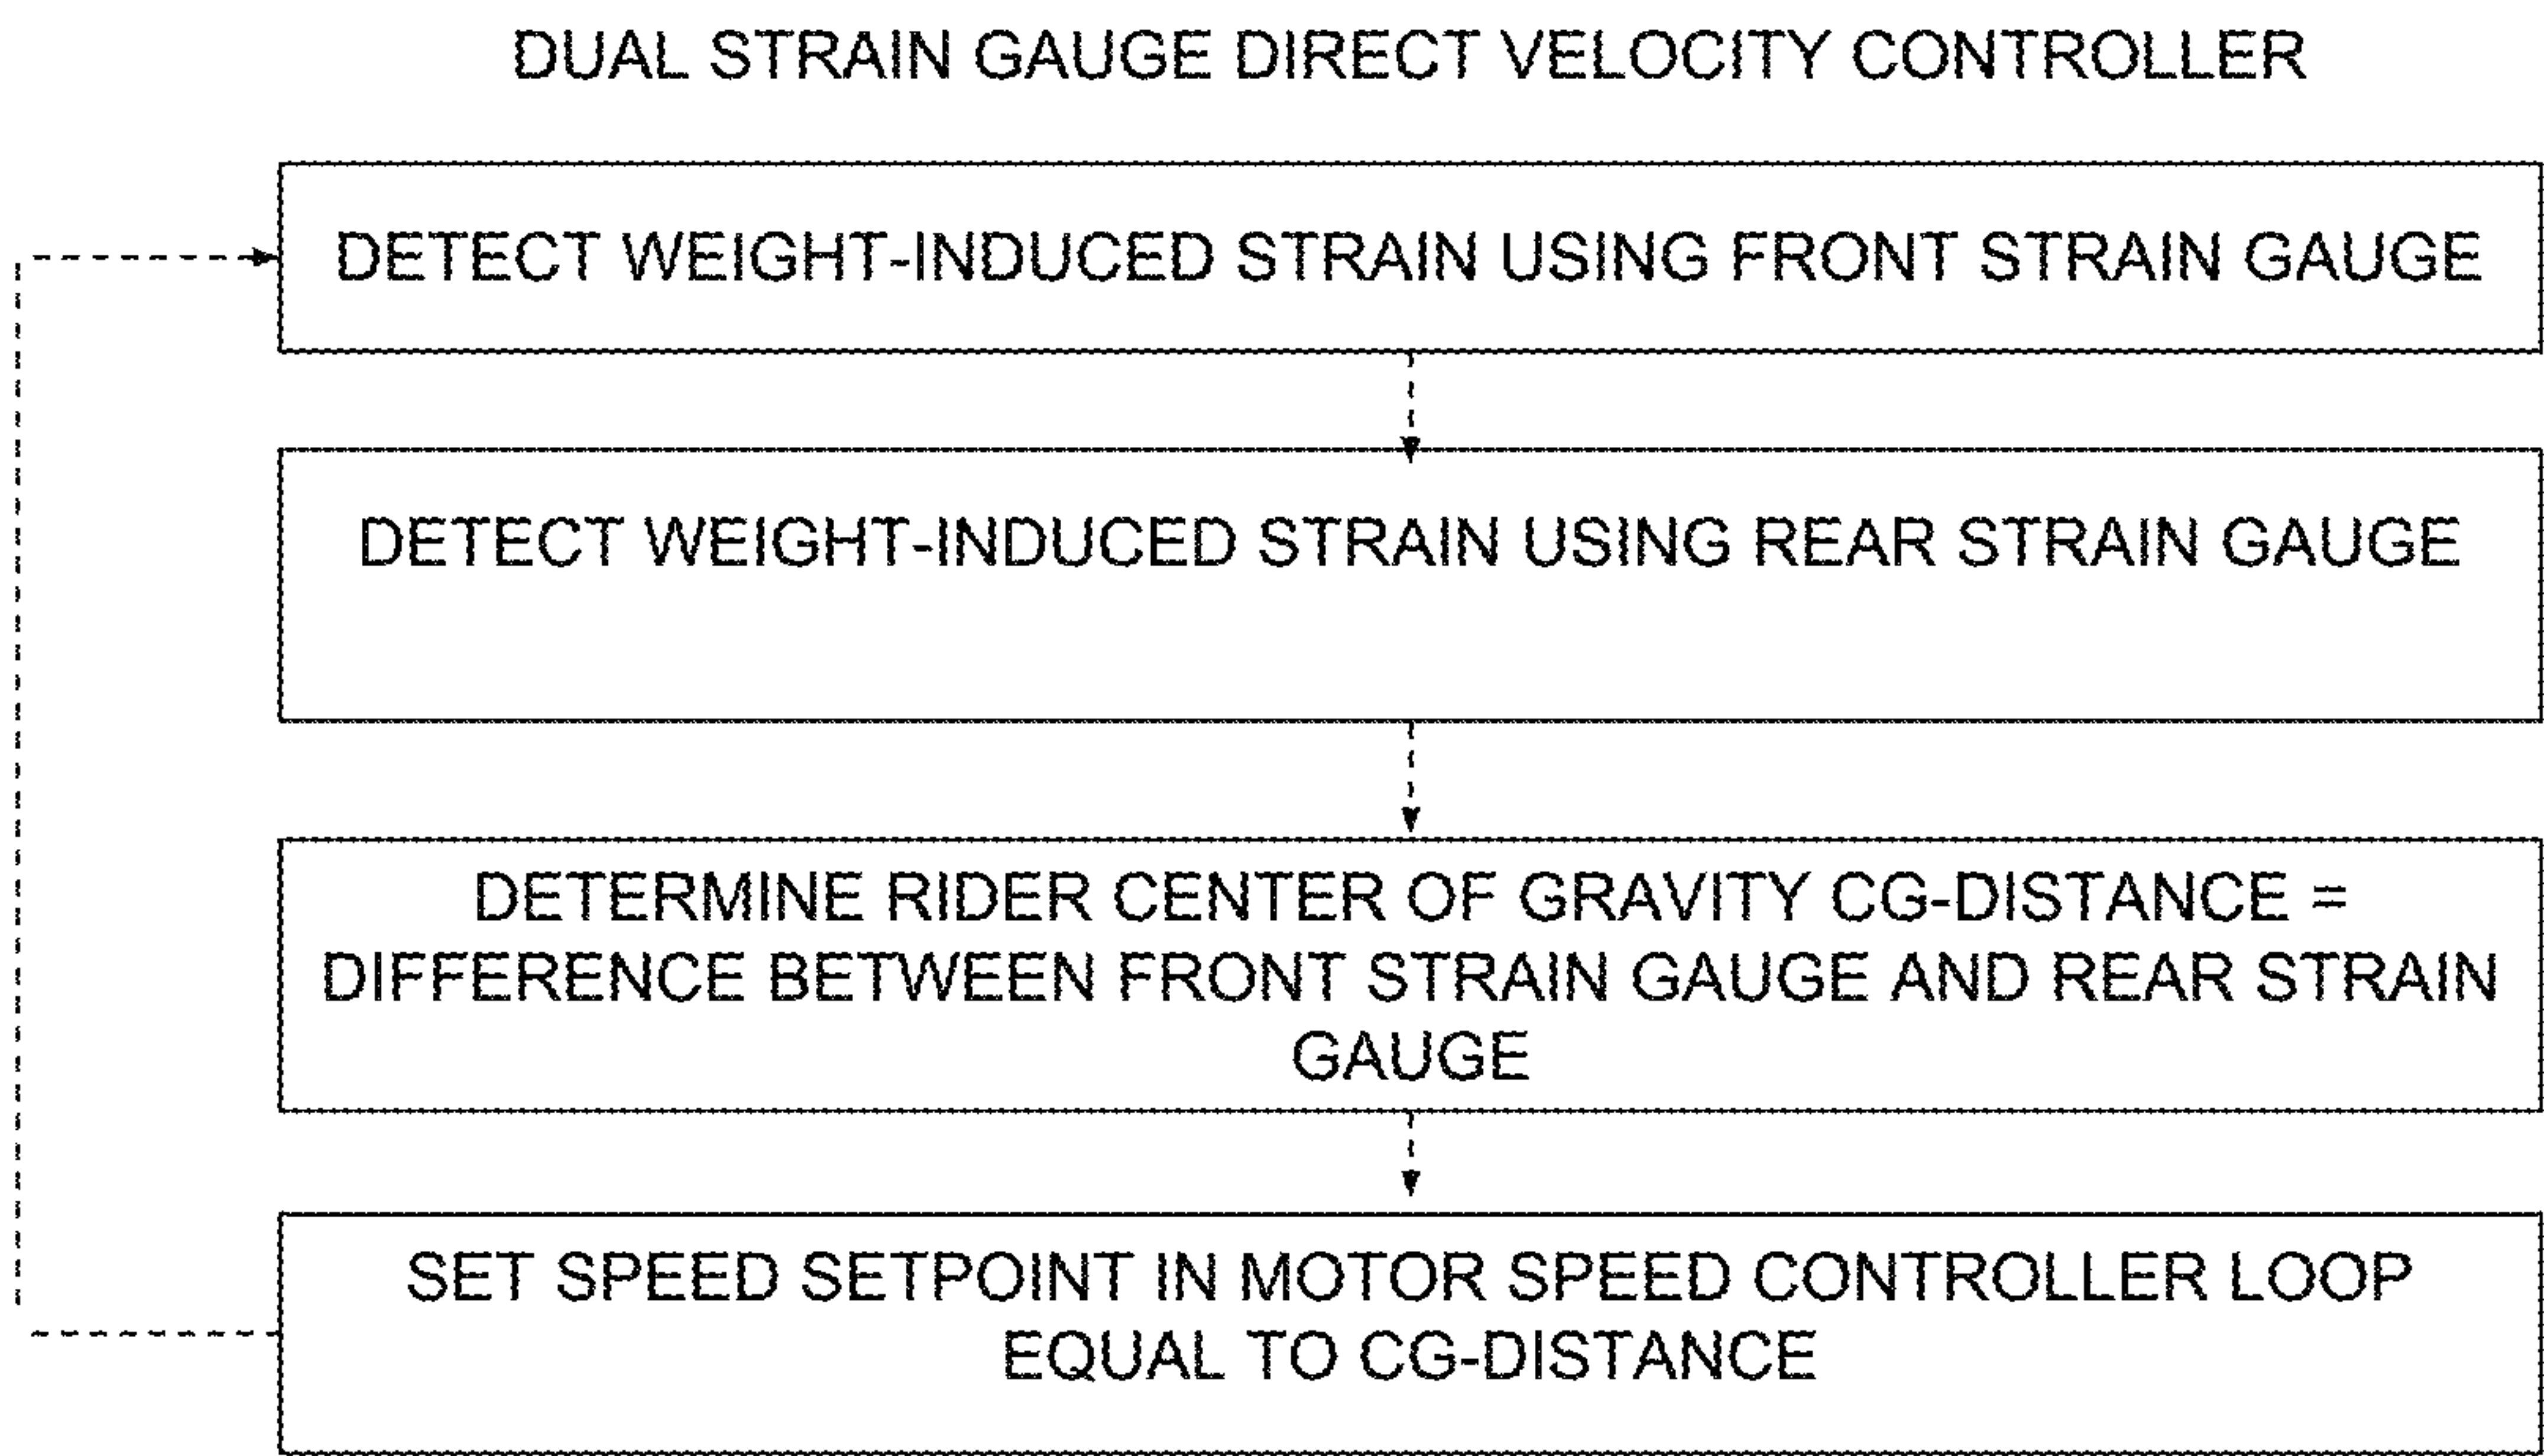 DUAL STRAIN GAUGE DIRECT VELOCITY CONTROLLER
DETECT WEIGHT-INDUCED STRAIN USING FRONT STRAIN GAUGE
DETECT WEIGHT-INDUCED STRAIN USING REAR STRAIN GAUGE
DETERMINE RIDER CENTER OF GRAVITY CG-DISTANCE =
DIFFERENCE BETWEEN FRONT STRAIN GAUGE AND REAR STRAIN
GAUGE
SET SPEED SETPOINT IN MOTOR SPEED CONTROLLER LOOP
EQUAL TO CG-DISTANCE